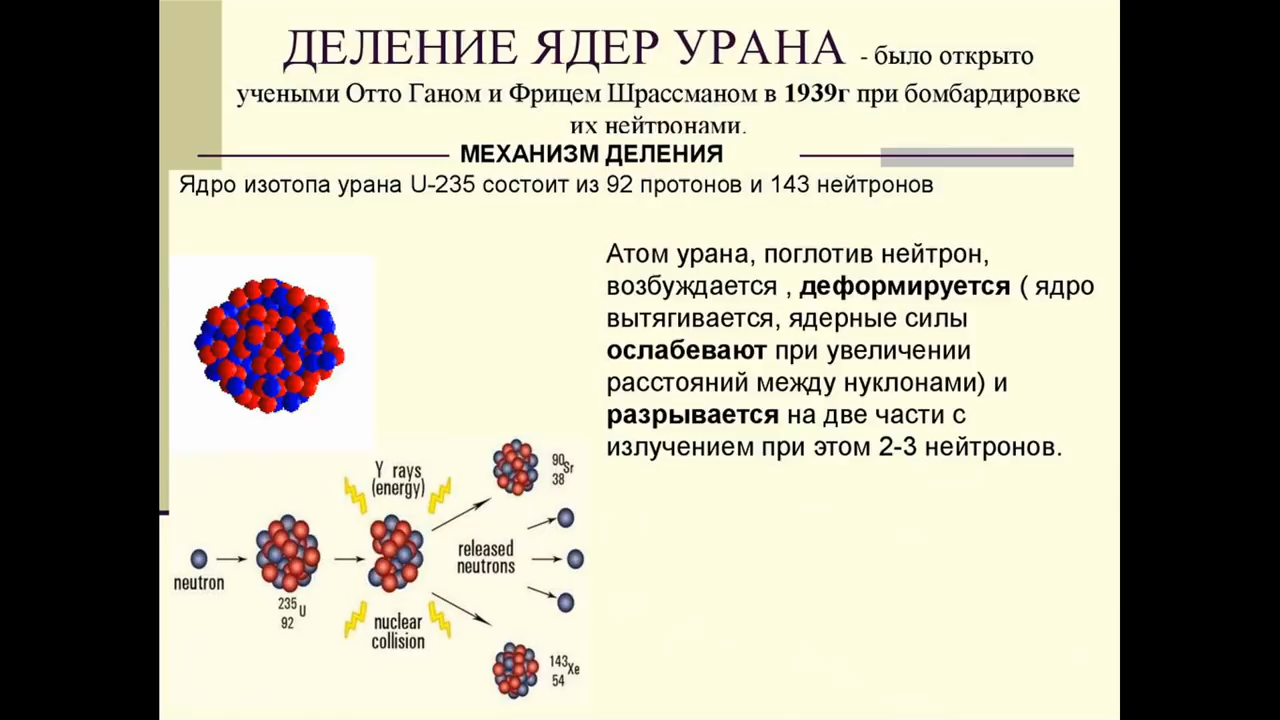 ДЕЛЕНИЕ ЯДЕР УРАНА - было открыто
учеными Отто Ганом и Фрицем Шрассманом в 1939г при бомбардировке
их нейтронами.
МЕХАНИЗМ ДЕЛЕНИЯ
Ядро изотопа урана U-235 состоит из 92 протонов и 143 нейтронов
Атом урана, поглотив нейтрон,
возбуждается , деформируется ( ядро
вытягивается, ядерные силы
ослабевают при увеличении
расстояний между нуклонами) и
разрывается на две части с
излучением при этом 2-3 нейтронов.
Y rays
(energy)
90 Sr
38
released
neutrons
neutron
235 U
92
nuclear
collision
143 Xe
54